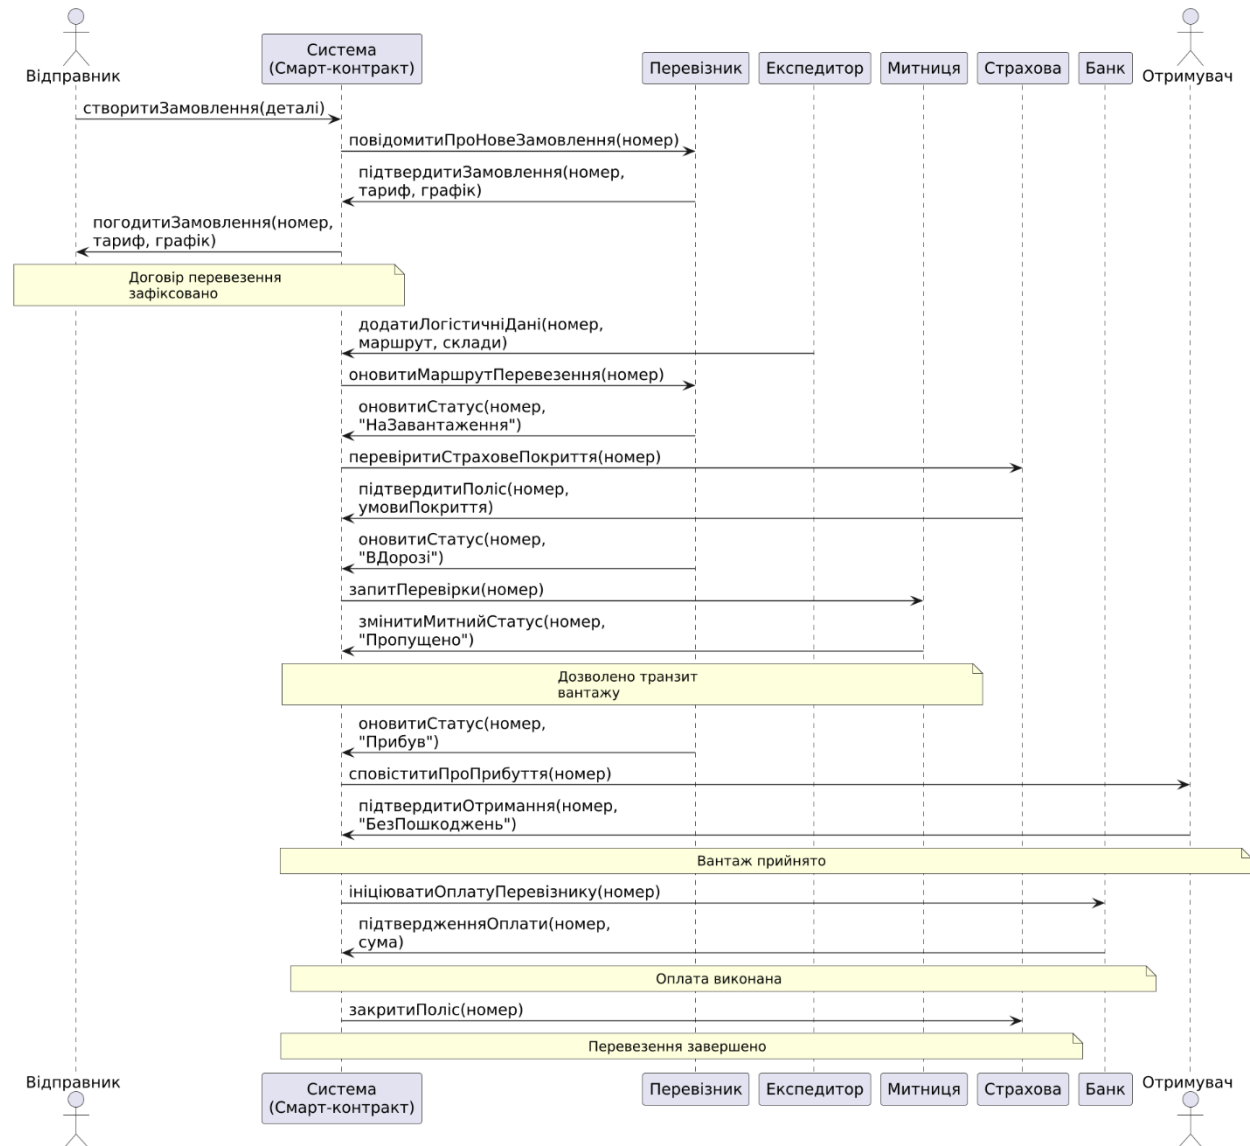 Відправник
Система
(Смарт-контракт)
Перевізник
Експедитор
Митниця
Страхова
Банк
Отримувач
створитиЗамовлення(деталі)
повідомитиПроНовеЗамовлення(номер)
підтвердитиЗамовлення(номер,
тариф, графік)
погодитиЗамовлення(номер,
тариф, графік)
Договір перевезення
зафіксовано
додатиЛогістичніДані(номер,
маршрут, склади)
оновитиМаршрутПеревезення(номер)
оновитиСтатус(номер,
"НаЗавантаження")
перевіритиСтраховеПокриття(номер)
підтвердитиПоліс(номер,
умовиПокриття)
оновитиСтатус(номер,
"ВДорозі")
запитПеревірки(номер)
змінитиМитнийСтатус(номер,
"Пропущено")
Дозволено транзит
вантажу
оновитиСтатус(номер,
"Прибув")
сповіститиПроПрибуття(номер)
підтвердитиОтримання(номер,
"БезПошкоджень")
Вантаж прийнято
ініціюватиОплатуПеревізнику(номер)
підтвердженняОплати(номер,
сума)
Оплата виконана
закритиПоліс(номер)
Перевезення завершено
Відправник
Система
(Смарт-контракт)
Перевізник
Експедитор
Митниця
Страхова
Банк
Отримувач